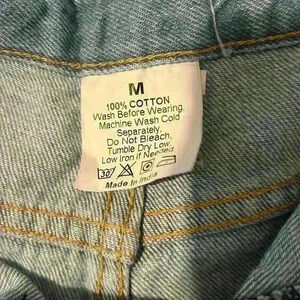 M
100% COTTON
Wash Before Wearing.
Machine Wash Cold
Separately.
Do Not Bleach,
Tumble Dry Low,
Low Iron if Needed
30
Made In India